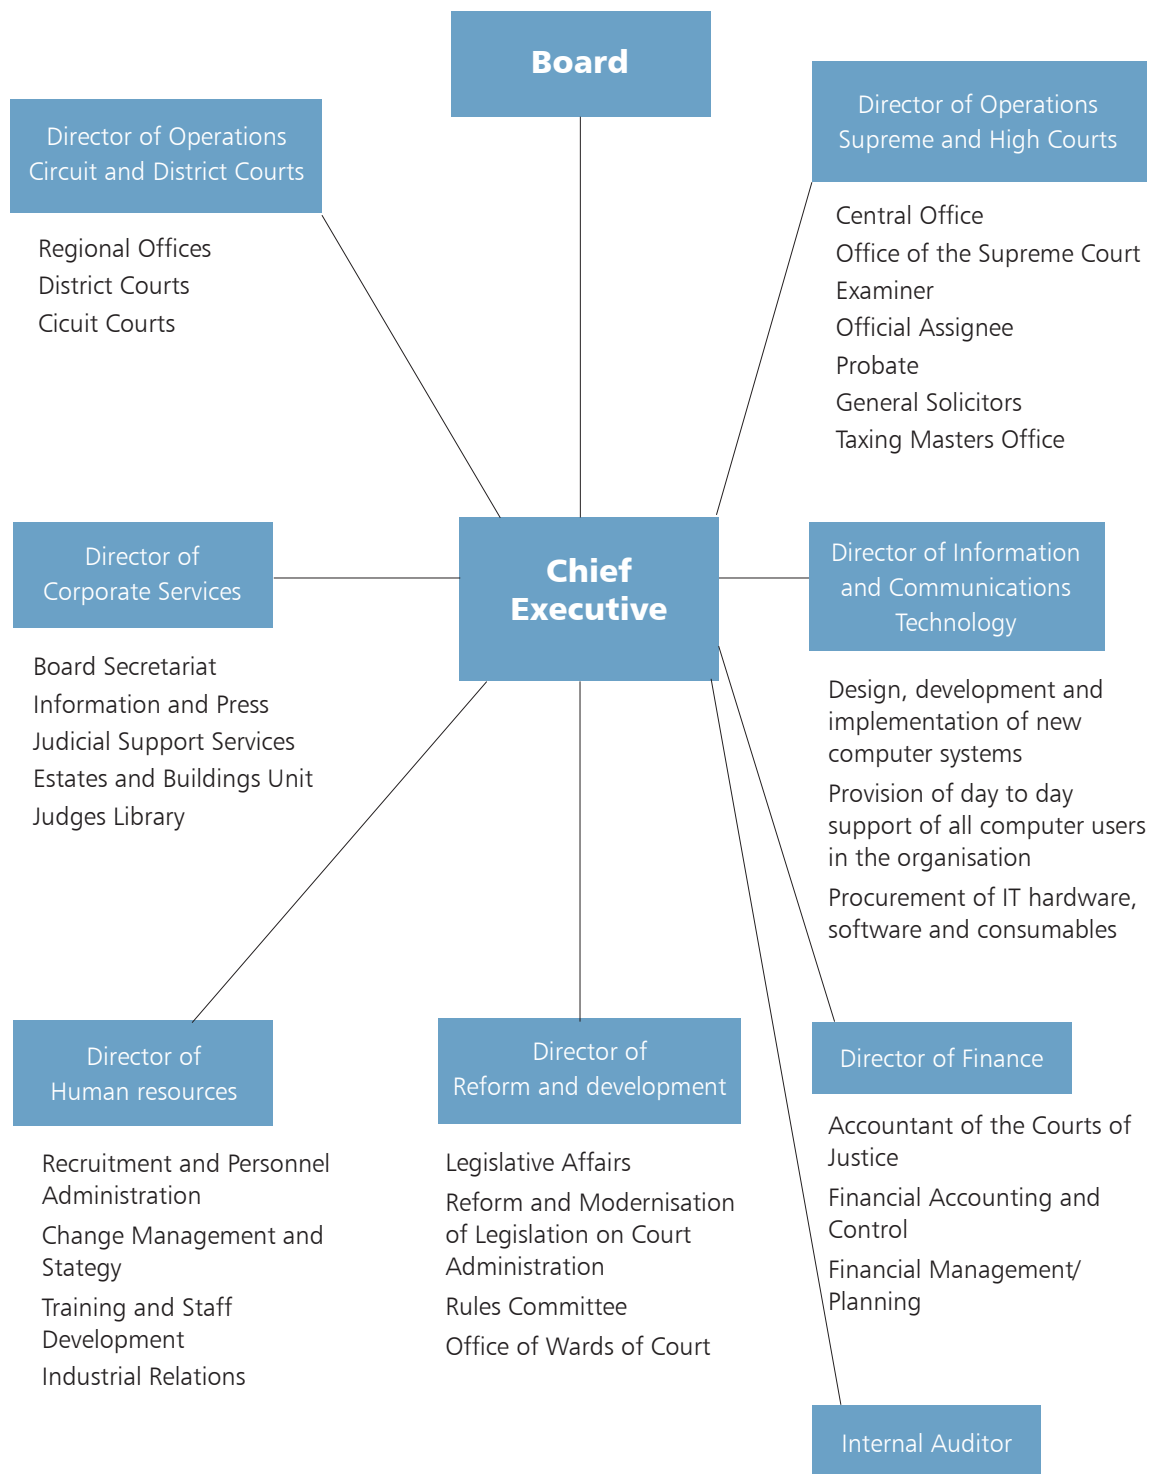 Board
Director of Operations
Circuit and District Courts
Regional Offices
District Courts
Cicuit Courts
Director of Operations
Supreme and High Courts
Central Office
Office of the Supreme Court
Examiner
Official Assignee
Probate
General Solicitors
Taxing Masters Office
Director of
Corporate Services
Board Secretariat
Information and Press
Judicial Support Services
Estates and Buildings Unit
Judges Library
Chief
Executive
Director of Information
and Communications
Technology
Design, development and
implementation of new
computer systems
Provision of day to day
support of all computer users
in the organisation
Procurement of IT hardware,
software and consumables
Director of
Human resources
Recruitment and Personnel
Administration
Change Management and
Stategy
Training and Staff
Development
Industrial Relations
Director of
Reform and development
Legislative Affairs
Reform and Modernisation
of Legislation on Court
Administration
Rules Committee
Office of Wards of Court
Director of Finance
Accountant of the Courts of
Justice
Financial Accounting and
Control
Financial Management/
Planning
Internal Auditor